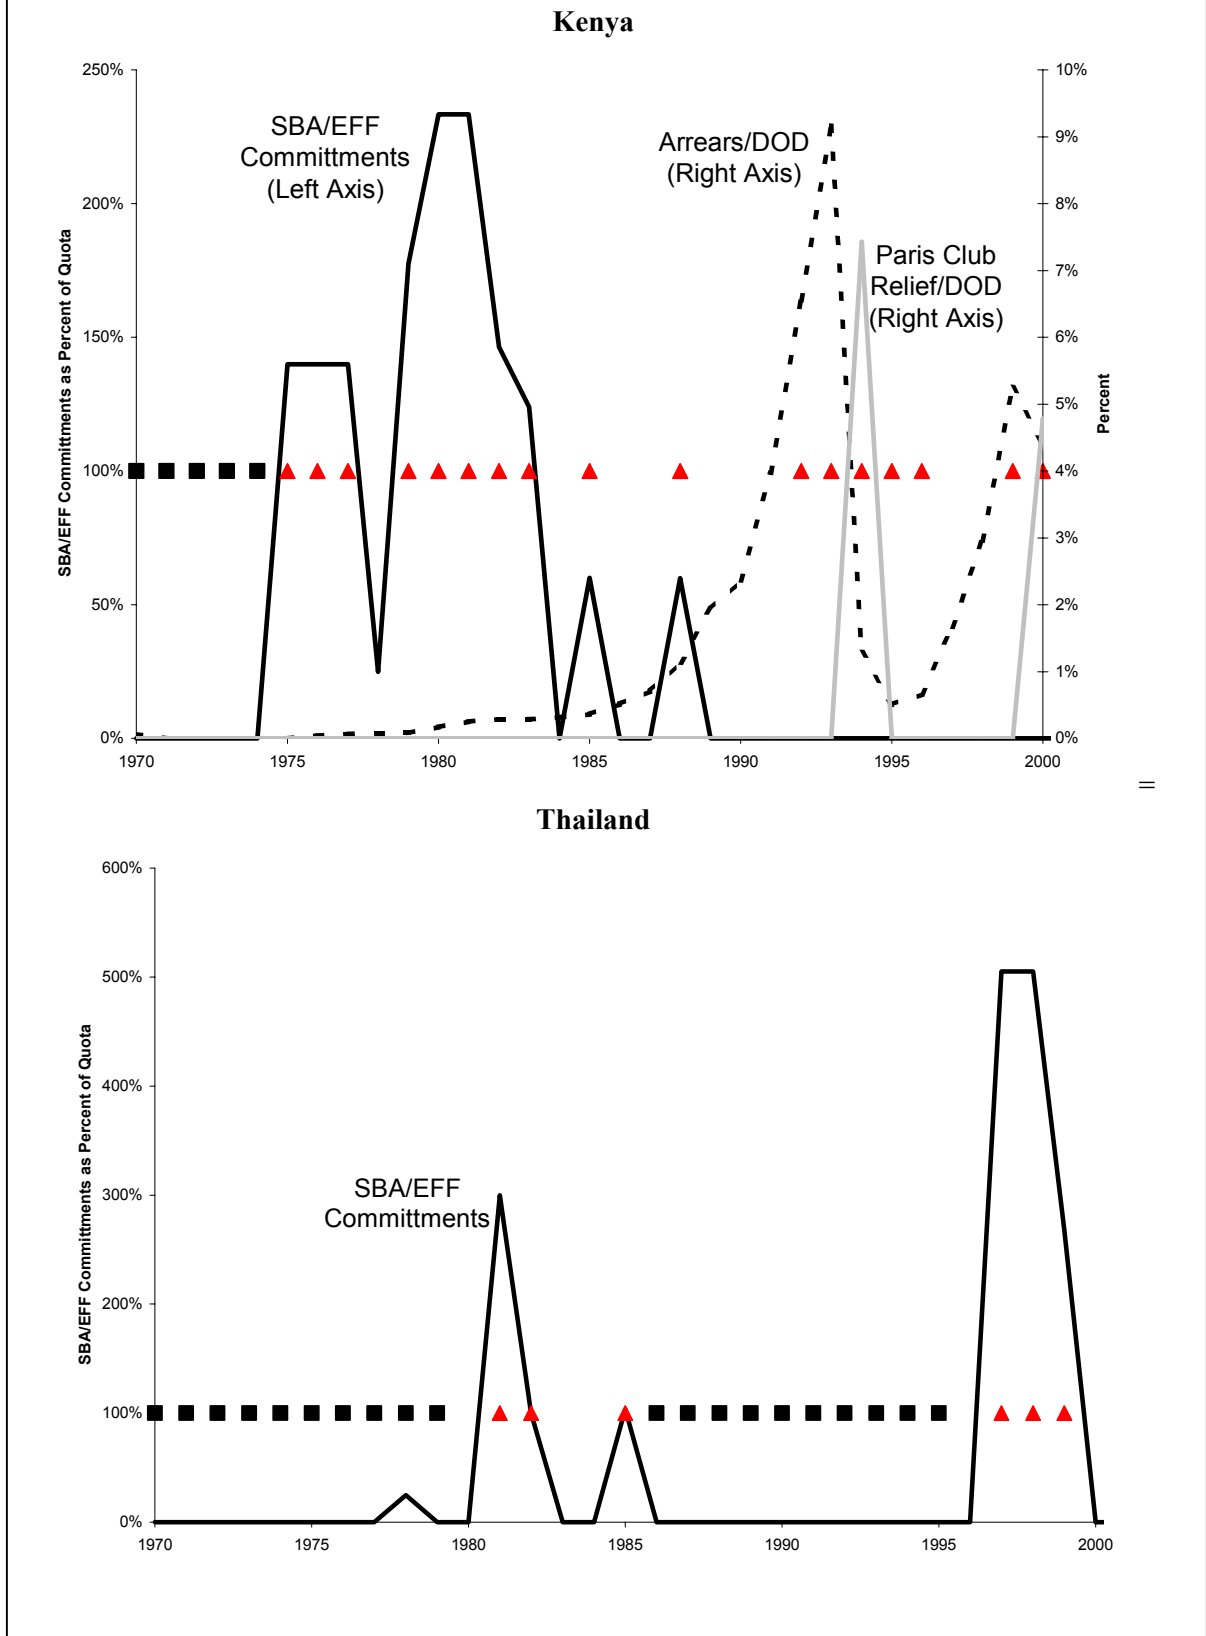 Kenya
250%
200%
150%
100%
50%
0%
SBA/EFF Committments as Percent of Quota
SBA/EFF
Committments
(Left Axis)
Arrears/DOD
(Right Axis)
Paris Club
Relief/DOD
(Right Axis)
10%
9%
8%
7%
6%
5%
4%
3%
2%
1%
0%
Percent
1970 1975 1980 1985 1990 1995 2000
=
Thailand
600%
500%
400%
300%
200%
100%
0%
SBA/EFF Committments as Percent of Quota
SBA/EFF
Committments
1970 1975 1980 1985 1990 1995 2000